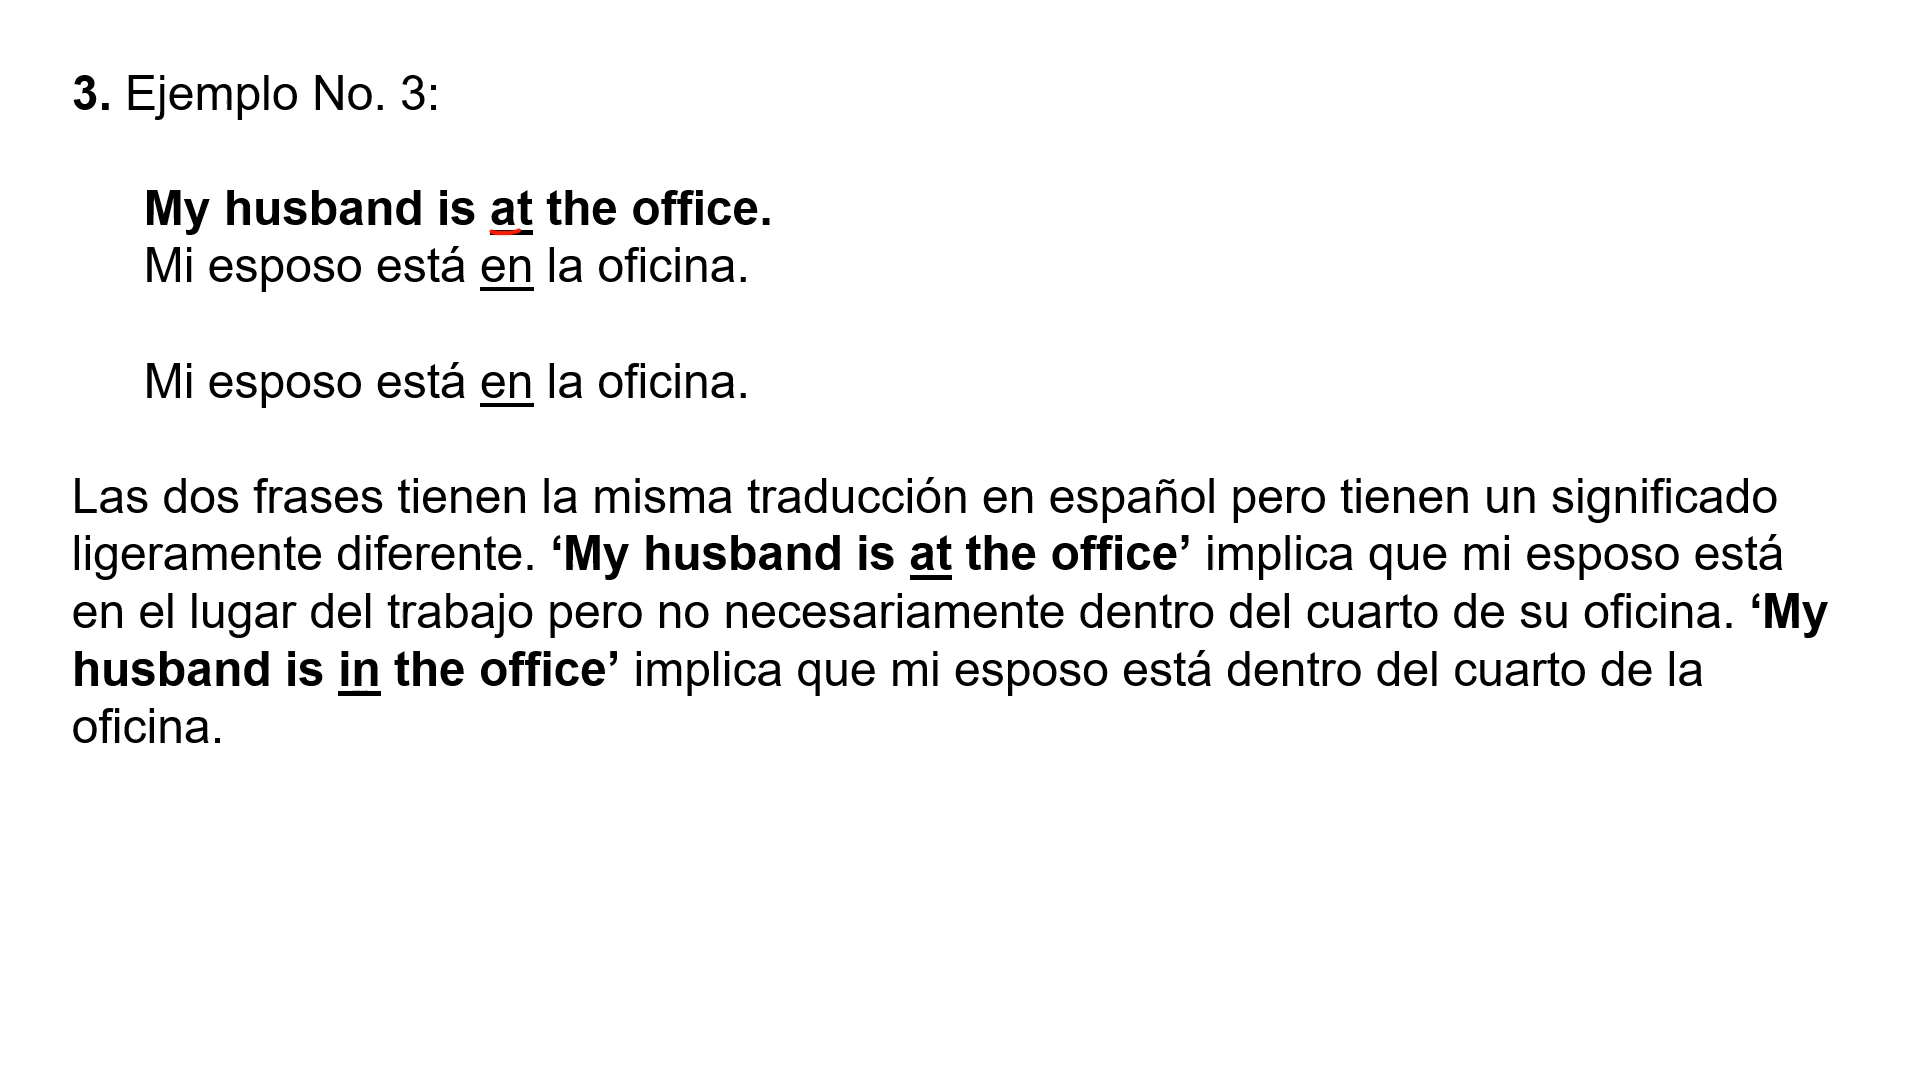 3. Ejemplo No. 3:
My husband is at the office.
Mi esposo está en la oficina.
Mi esposo está en la oficina.
Las dos frases tienen la misma traducción en español pero tienen un significado
ligeramente diferente. ‘My husband is at the office’ implica que mi esposo está
en el lugar del trabajo pero no necesariamente dentro del cuarto de su oficina. ‘My
husband is in the office’ implica que mi esposo está dentro del cuarto de la
oficina.